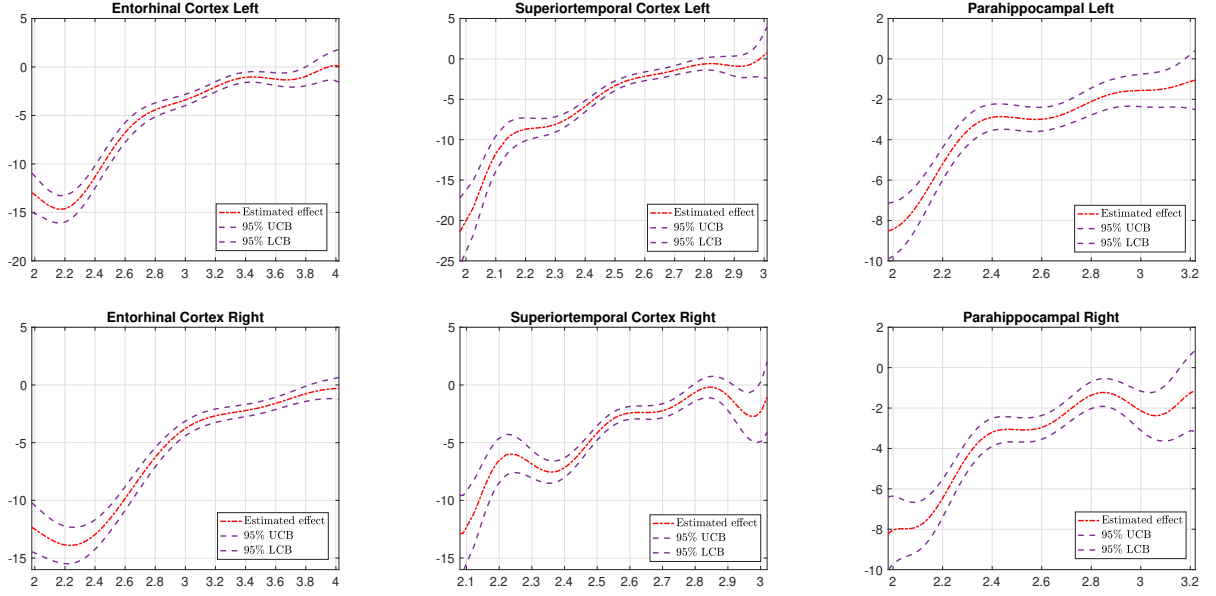 Entorhinal Cortex Left
5
0
-5
-10
-15
-20
2 2.2 2.4 2.6 2.8 3 3.2 3.4 3.6 3.8 4
Estimated effect
95% UCB
95% LCB
Superiortemporal Cortex Left
5
0
-5
-10
-15
-20
-25
2 2.1 2.2 2.3 2.4 2.5 2.6 2.7 2.8 2.9 3
Estimated effect
95% UCB
95% LCB
Parahippocampal Left
2
0
-2
-4
-6
-8
-10
2 2.2 2.4 2.6 2.8 3 3.2
Estimated effect
95% UCB
95% LCB
Entorhinal Cortex Right
5
0
-5
-10
-15
2 2.2 2.4 2.6 2.8 3 3.2 3.4 3.6 3.8 4
Estimated effect
95% UCB
95% LCB
Superiortemporal Cortex Right
5
0
-5
-10
-15
2.1 2.2 2.3 2.4 2.5 2.6 2.7 2.8 2.9 3
Estimated effect
95% UCB
95% LCB
Parahippocampal Right
2
0
-2
-4
-6
-8
-10
2 2.2 2.4 2.6 2.8 3 3.2
Estimated effect
95% UCB
95% LCB